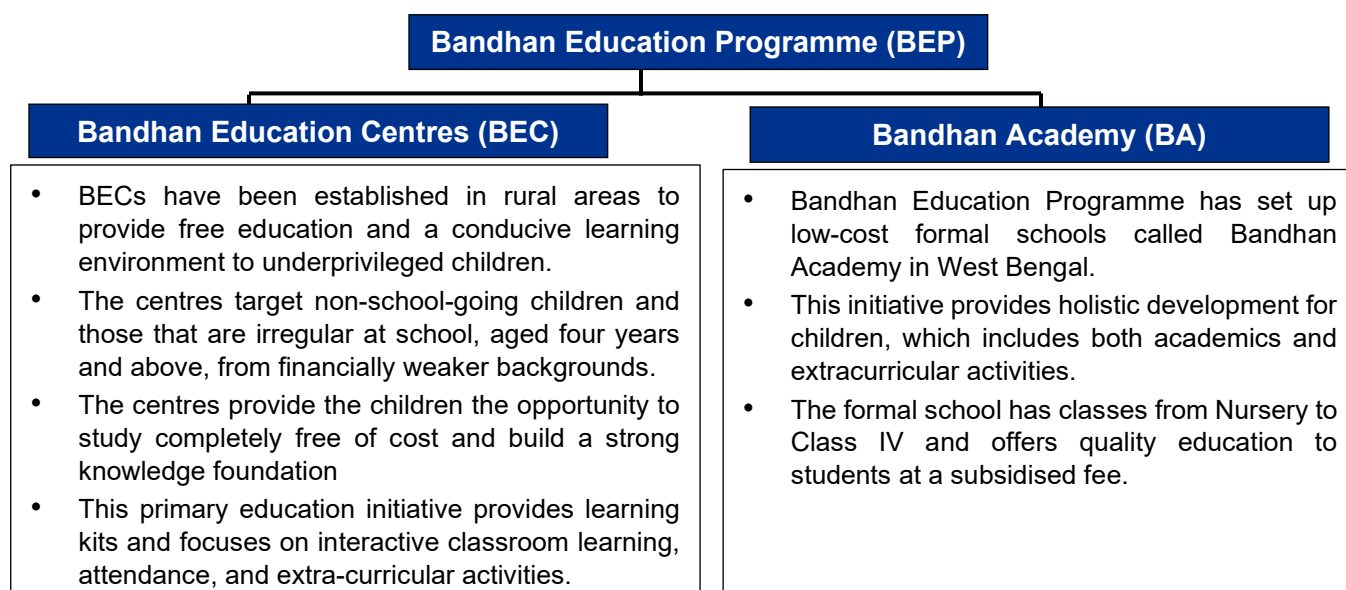 Bandhan Education Programme (BEP)
Bandhan Education Centres (BEC)
• BECs have been established in rural areas to
provide free education and a conducive learning
environment to underprivileged children.
• The centres target non-school-going children and
those that are irregular at school, aged four years
and above, from financially weaker backgrounds.
• The centres provide the children the opportunity to
study completely free of cost and build a strong
knowledge foundation
• This primary education initiative provides learning
kits and focuses on interactive classroom learning,
attendance, and extra-curricular activities.
Bandhan Academy (BA)
• Bandhan Education Programme has set up
low-cost formal schools called Bandhan
Academy in West Bengal.
• This initiative provides holistic development for
children, which includes both academics and
extracurricular activities.
• The formal school has classes from Nursery to
Class IV and offers quality education to
students at a subsidised fee.